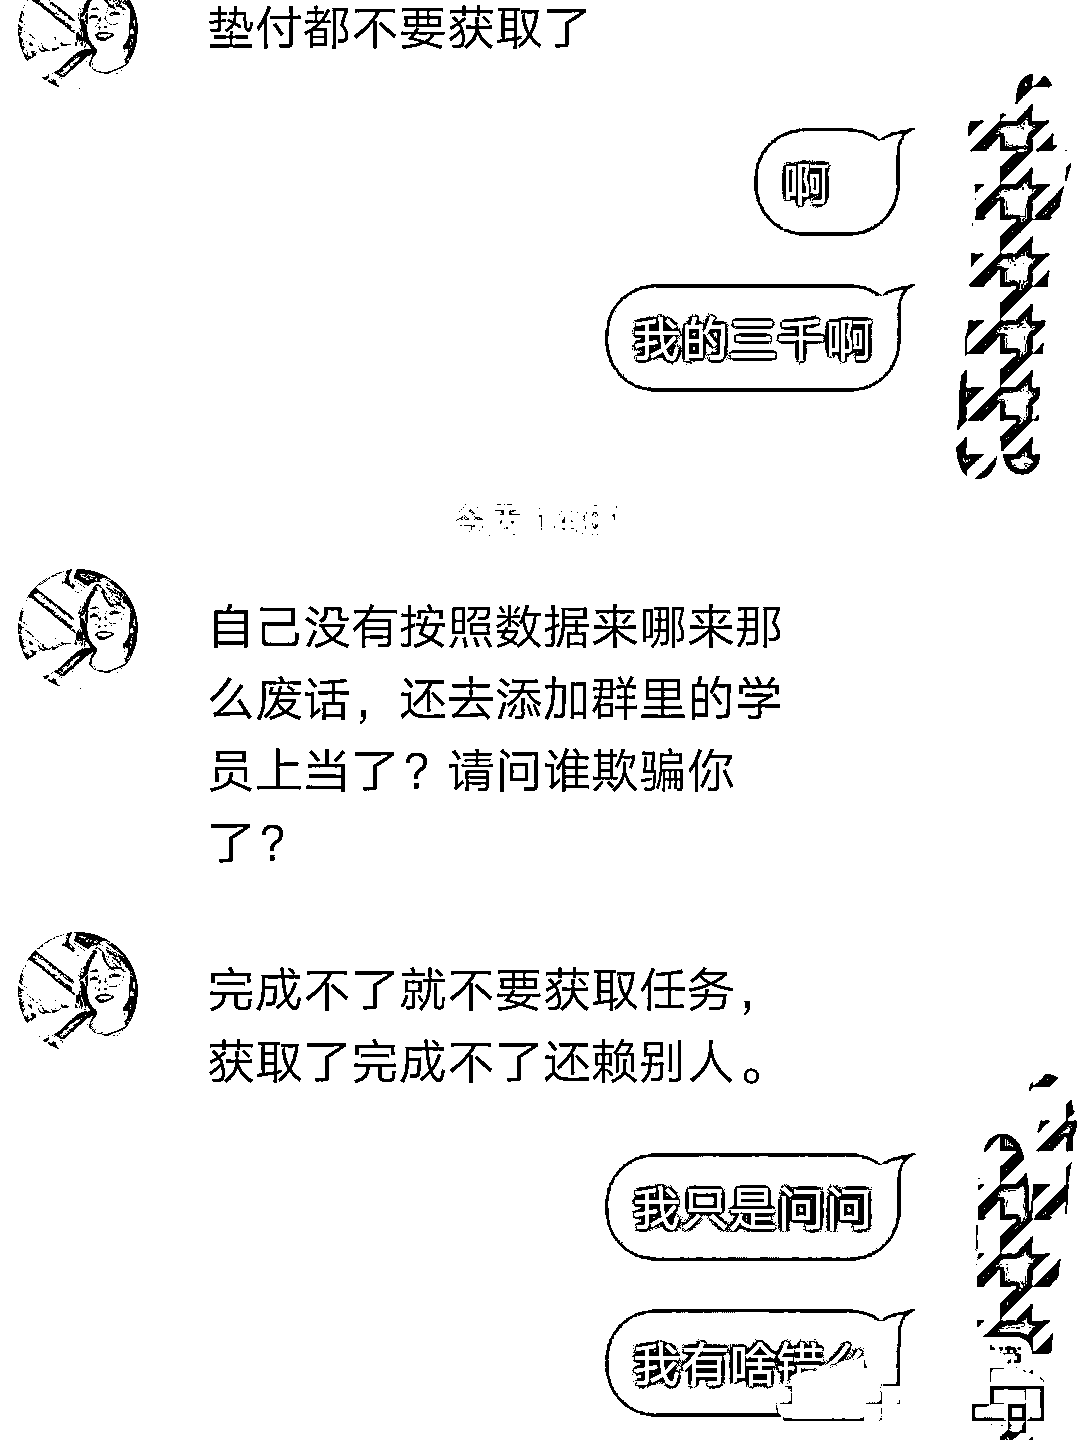 垫付都不要获取了
啊
我的三千啊
今天
自己没有按照数据来哪来那
么废话，还去添加群里的学
员上当了？请问谁欺骗你
了？
完成不了就不要获取任务，
获取了完成不了还赖别人。
我只是问问
我有啥错